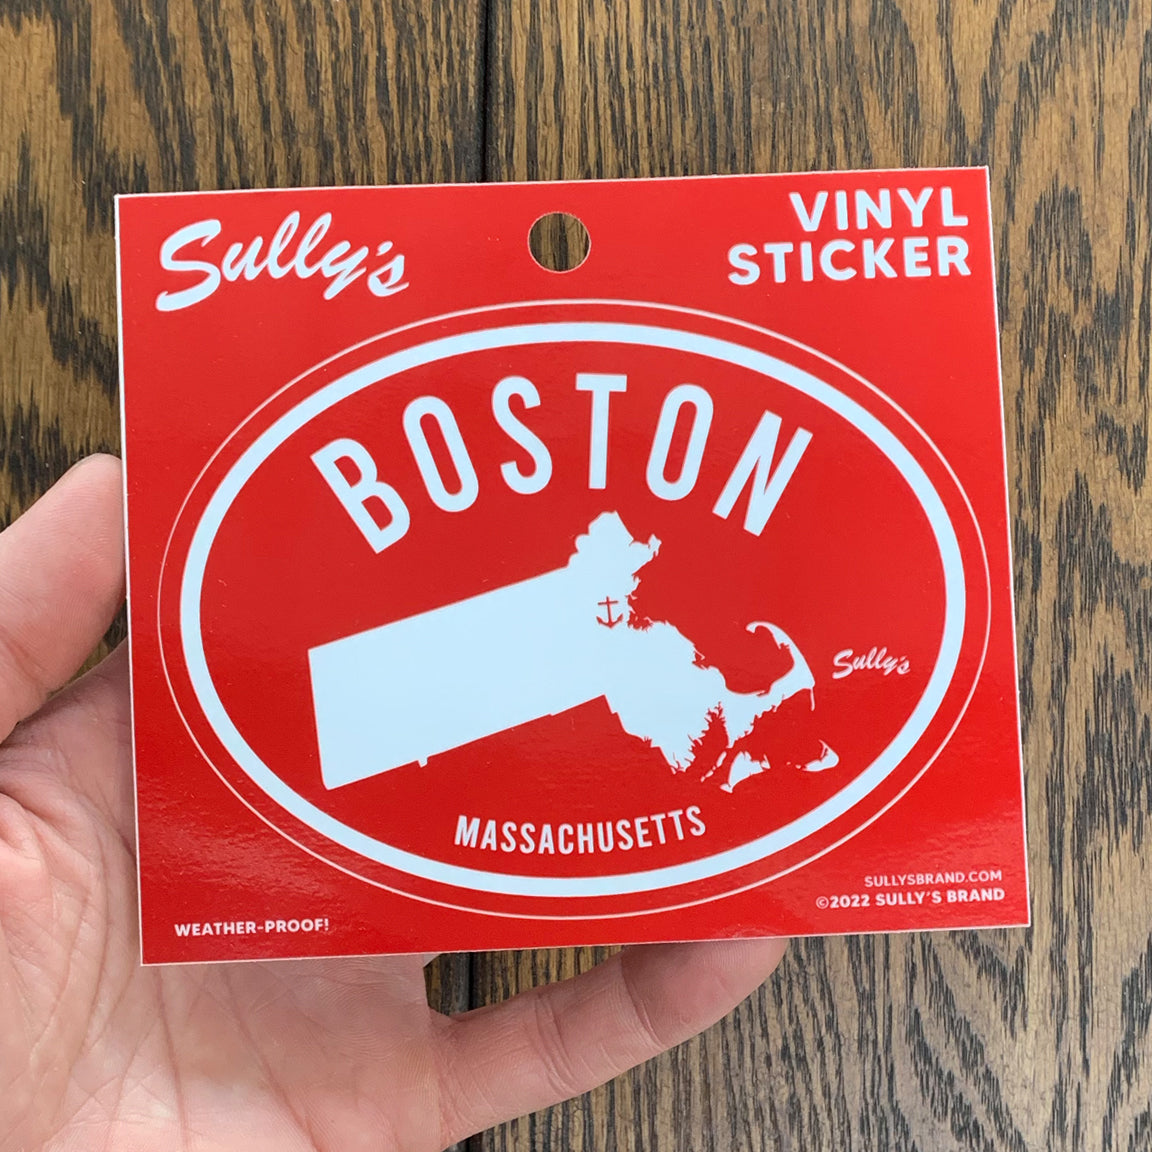 Sully's
VINYL
STICKER
BOSTON
Sully's
MASSACHUSETTS
SULLYSBRAND.COM
©2022 SULLY'S BRAND
WEATHER-PROOF!